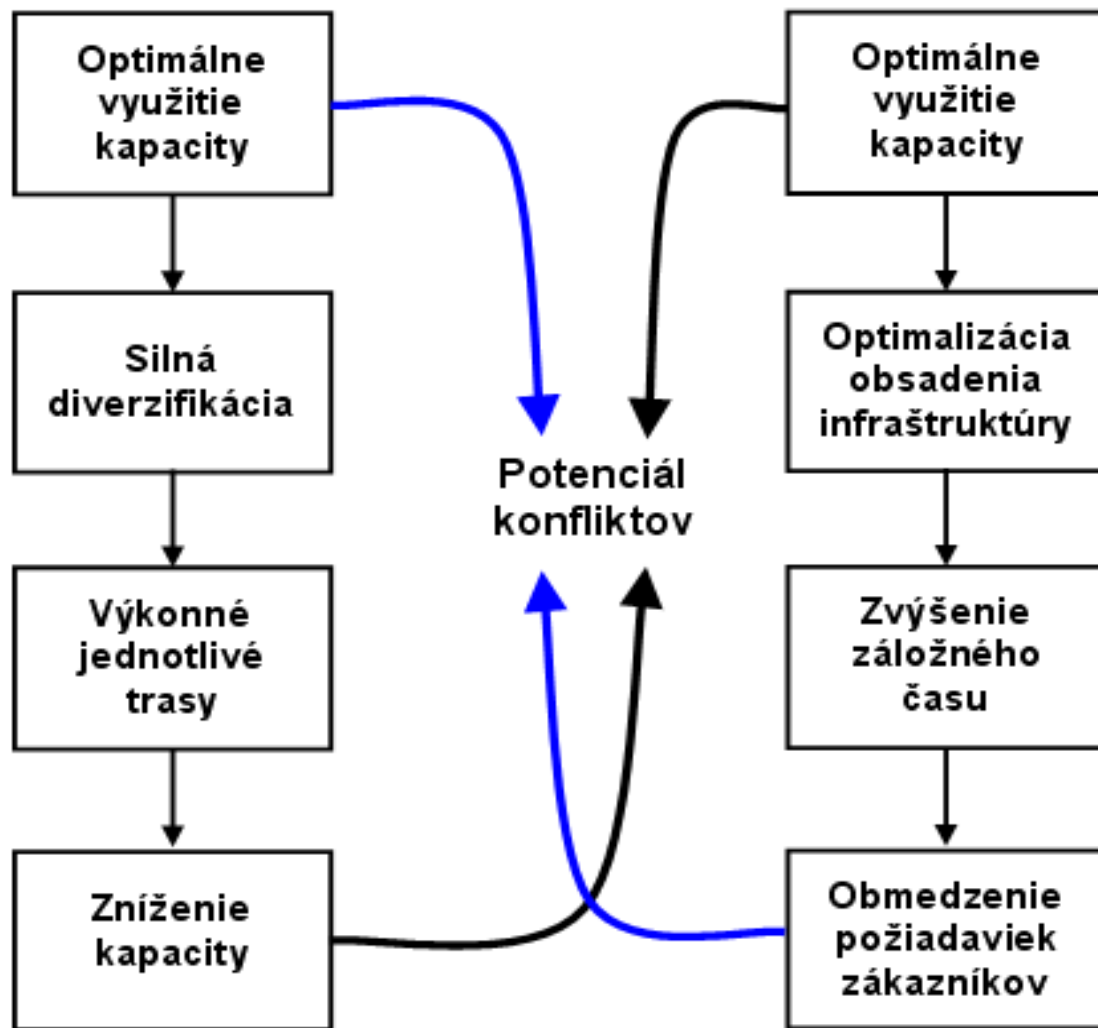 Optimálne
využitie
kapacity
Silná
diverzifikácia
Výkonné
jednotlivé
trasy
Zníženie
kapacity
Potenciál
konfliktov
Optimálne
využitie
kapacity
Optimalizácia
obsadenia
infraštruktúry
Zvýšenie
záložného
času
Obmedzenie
požiadaviek
zákazníkov